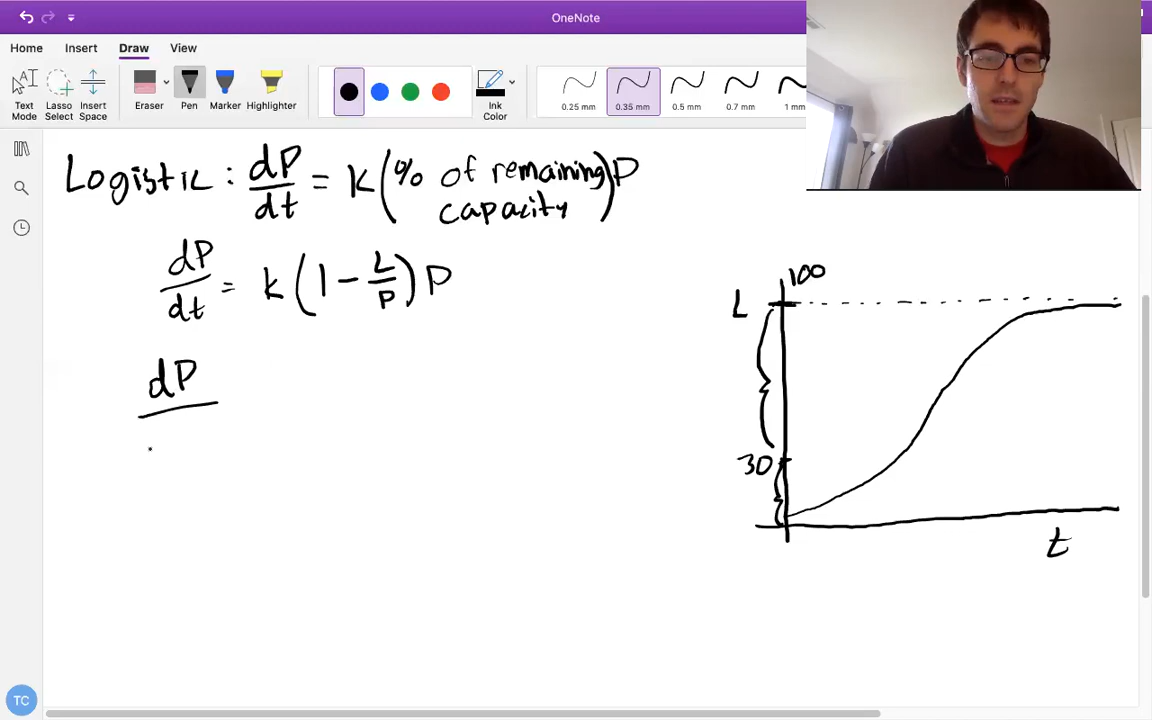 OneNote
Home Insert Draw View
Text Mode Lasso Select Insert Space Eraser Pen Marker Highlighter Ink Color 0.25 mm 0.35 mm 0.5 mm 0.7 mm 1 mm
Logistic : dP/dt = k(% of remaining capacity)P
dP/dt = k(1 - L/P)P
dP
100
L
30
t
TC